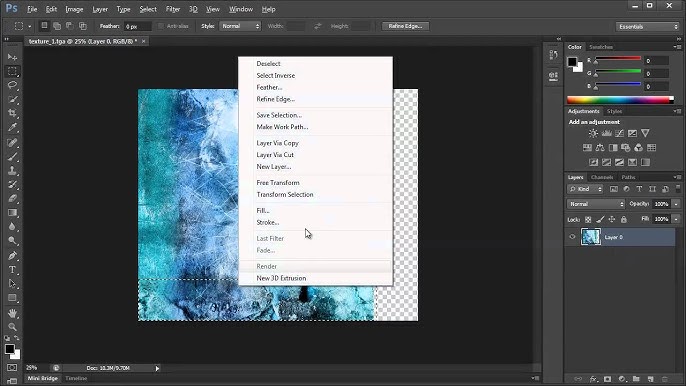 Ps File Edit Image Layer Type Select Filter 3D View Window Help
Feather: 0 px Anti-alias Style: Normal Width: Height: Refine Edge... Essentials
texture_1.tga @ 25% (Layer 0, RGB/8) *
Deselect
Select Inverse
Feather...
Refine Edge...
Save Selection...
Make Work Path...
Layer Via Copy
Layer Via Cut
New Layer...
Free Transform
Transform Selection
Fill...
Stroke...
Last Filter
Fade...
Render
New 3D Extrusion
Color Swatches
R 0
G 0
B 0
Adjustments Styles
Add an adjustment
Layers Channels Paths
Kind
Normal Opacity: 100%
Lock: Fill: 100%
Layer 0
25% Doc: 10.3M/9.70M
Mini Bridge Timeline